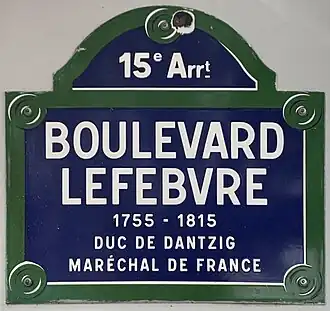 15e Arrt
BOULEVARD
LEFEBVRE
1755 - 1815
DUC DE DANTZIG
MARÉCHAL DE FRANCE